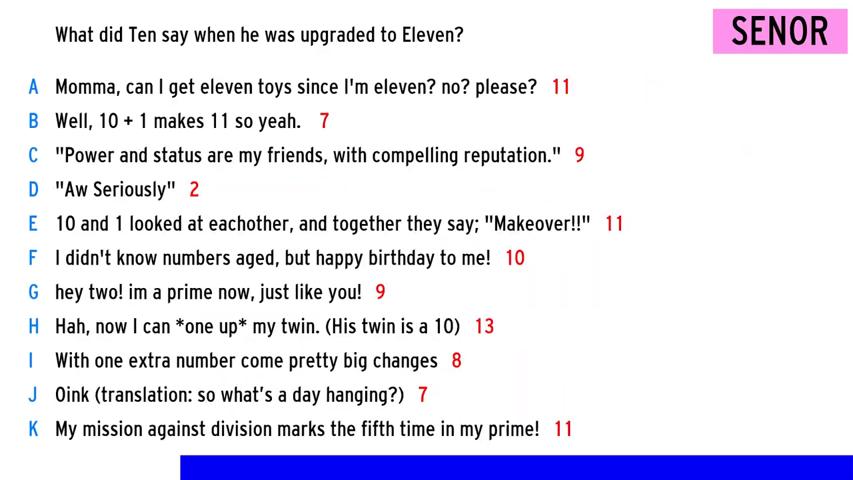 What did Ten say when he was upgraded to Eleven?
SENOR
A Momma, can I get eleven toys since I'm eleven? no? please? 11
B Well, 10 + 1 makes 11 so yeah. 7
C "Power and status are my friends, with compelling reputation." 9
D "Aw Seriously" 2
E 10 and 1 looked at eachother, and together they say; "Makeover!!" 11
F I didn't know numbers aged, but happy birthday to me! 10
G hey two! im a prime now, just like you! 9
H Hah, now I can *one up* my twin. (His twin is a 10) 13
I With one extra number come pretty big changes 8
J Oink (translation: so what's a day hanging?) 7
K My mission against division marks the fifth time in my prime! 11